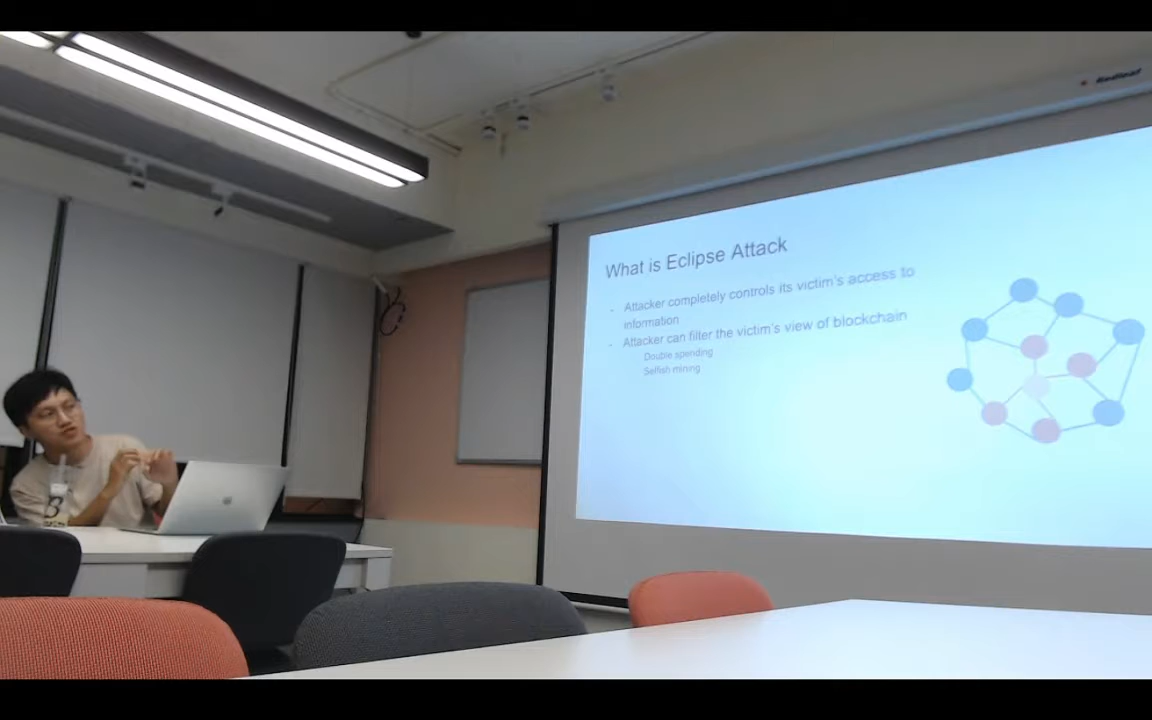 Redleaf
What is Eclipse Attack
- Attacker completely controls its victim's access to
information
- Attacker can filter the victim's view of blockchain
Double spending
Selfish mining